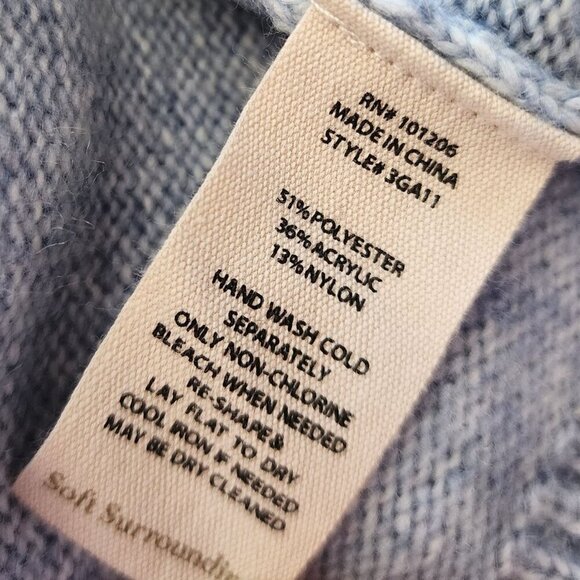 RN# 101206
MADE IN CHINA
STYLE# 3GA11
51% POLYESTER
36% ACRYLIC
13% NYLON
HAND WASH COLD
SEPARATELY
ONLY NON-CHLORINE
BLEACH WHEN NEEDED
RE-SHAPE &
LAY FLAT TO DRY
COOL IRON IF NEEDED
MAY BE DRY CLEANED
Soft